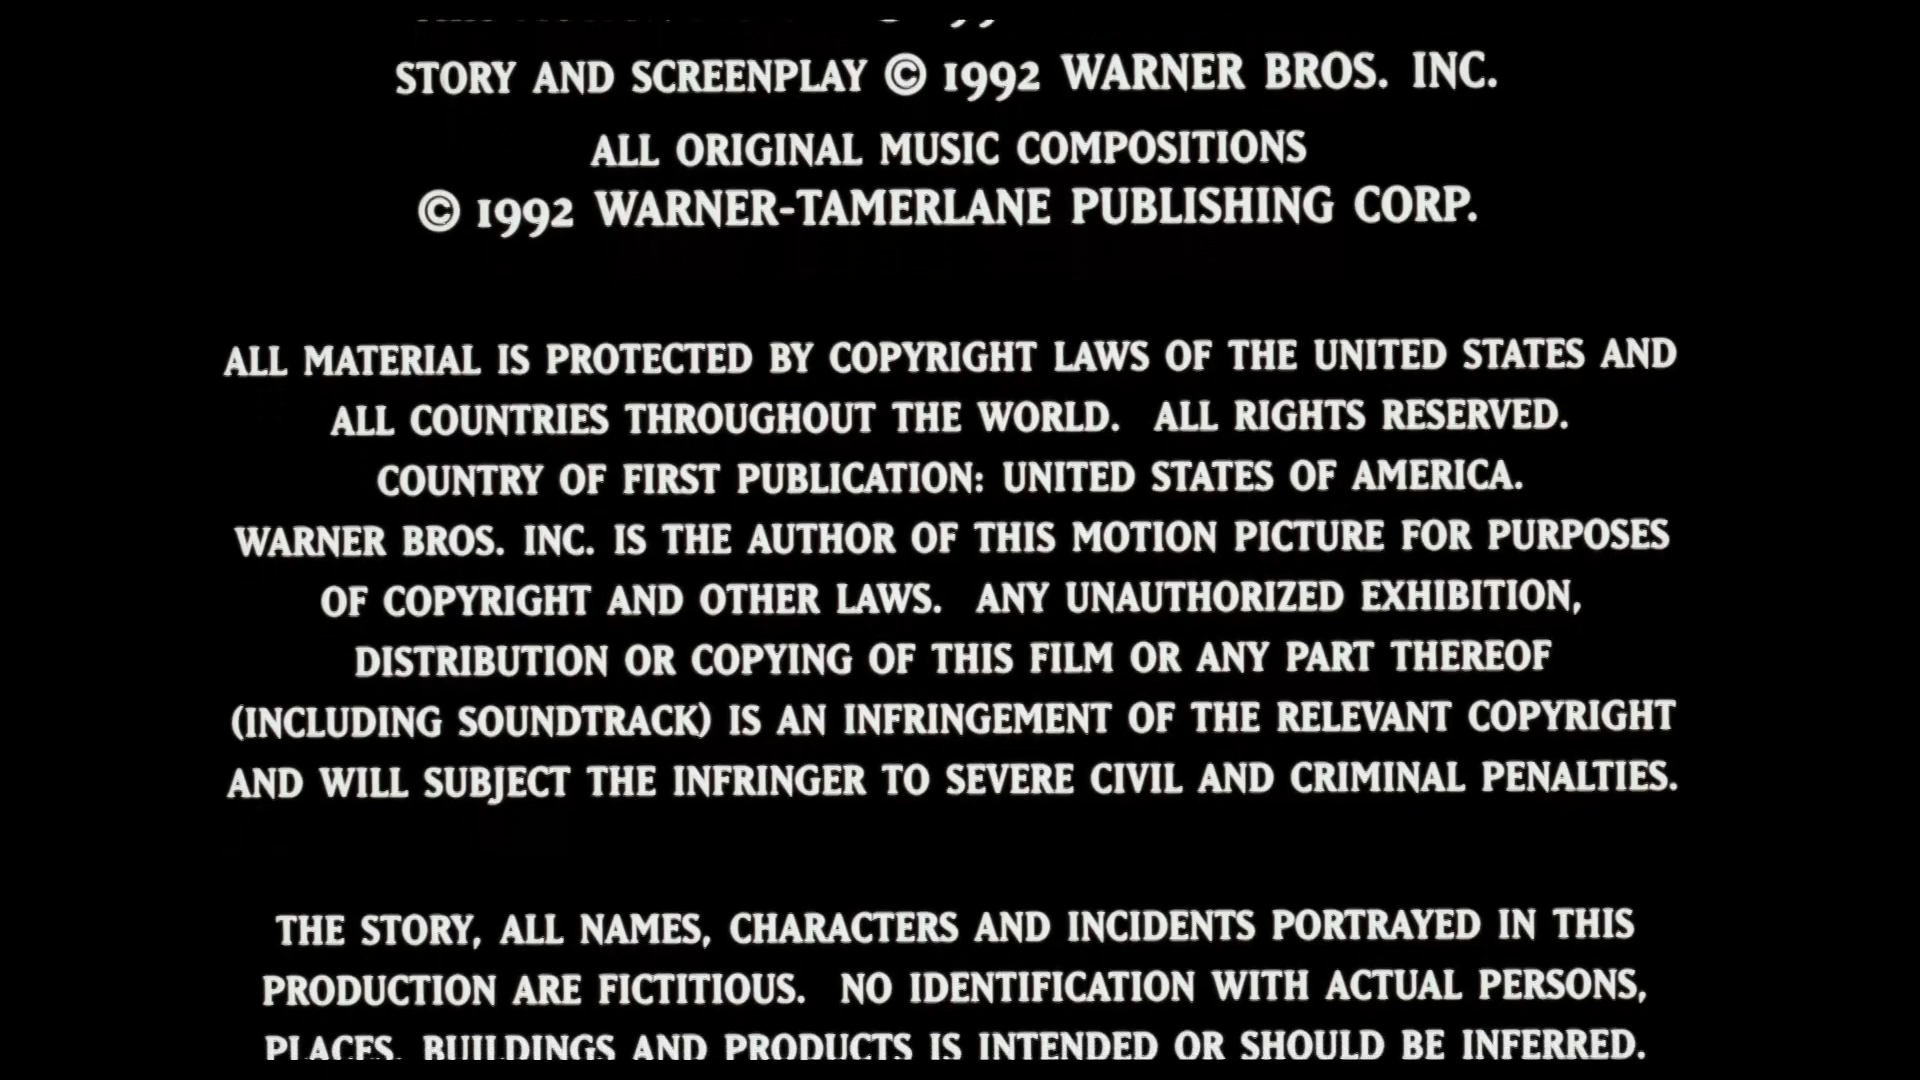 STORY AND SCREENPLAY © 1992 WARNER BROS. INC.
ALL ORIGINAL MUSIC COMPOSITIONS
© 1992 WARNER-TAMERLANE PUBLISHING CORP.
ALL MATERIAL IS PROTECTED BY COPYRIGHT LAWS OF THE UNITED STATES AND
ALL COUNTRIES THROUGHOUT THE WORLD. ALL RIGHTS RESERVED.
COUNTRY OF FIRST PUBLICATION: UNITED STATES OF AMERICA.
WARNER BROS. INC. IS THE AUTHOR OF THIS MOTION PICTURE FOR PURPOSES
OF COPYRIGHT AND OTHER LAWS. ANY UNAUTHORIZED EXHIBITION,
DISTRIBUTION OR COPYING OF THIS FILM OR ANY PART THEREOF
(INCLUDING SOUNDTRACK) IS AN INFRINGEMENT OF THE RELEVANT COPYRIGHT
AND WILL SUBJECT THE INFRINGER TO SEVERE CIVIL AND CRIMINAL PENALTIES.
THE STORY, ALL NAMES, CHARACTERS AND INCIDENTS PORTRAYED IN THIS
PRODUCTION ARE FICTITIOUS. NO IDENTIFICATION WITH ACTUAL PERSONS,
PLACES, BUILDINGS AND PRODUCTS IS INTENDED OR SHOULD BE INFERRED.